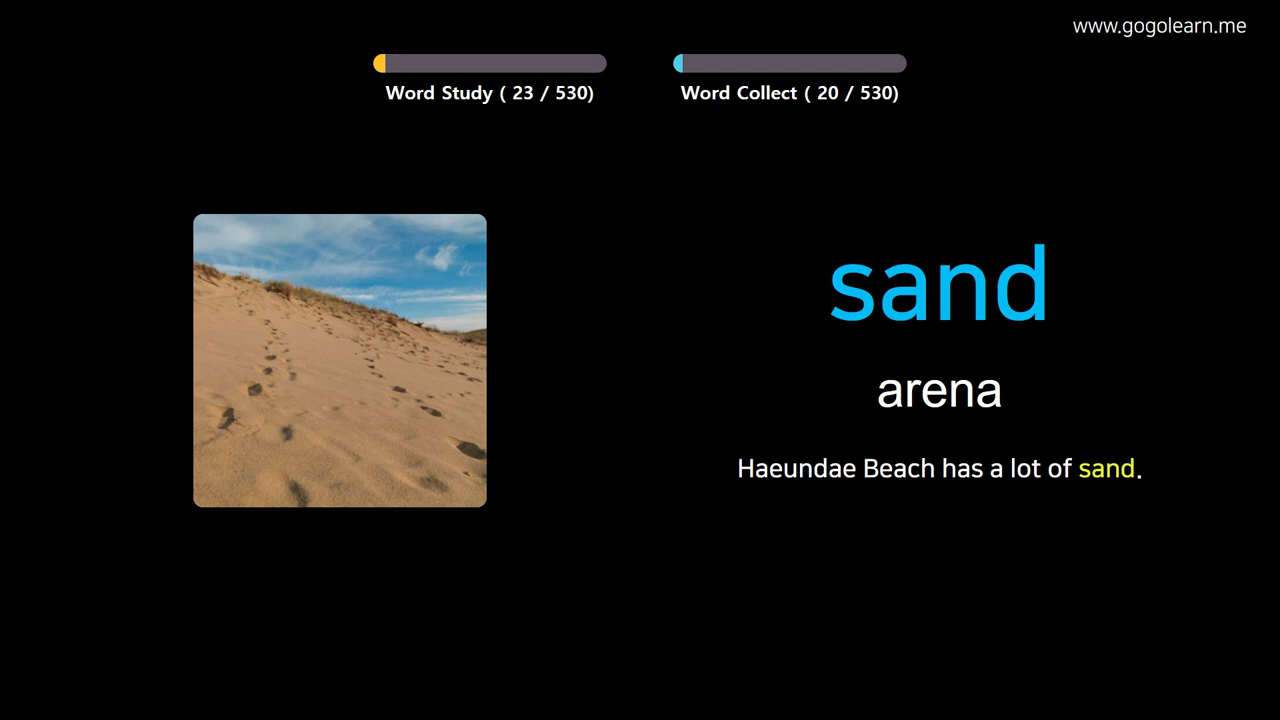 www.gogolearn.me
Word Study ( 23 / 530)
Word Collect ( 20 / 530)
sand
arena
Haeundae Beach has a lot of sand.